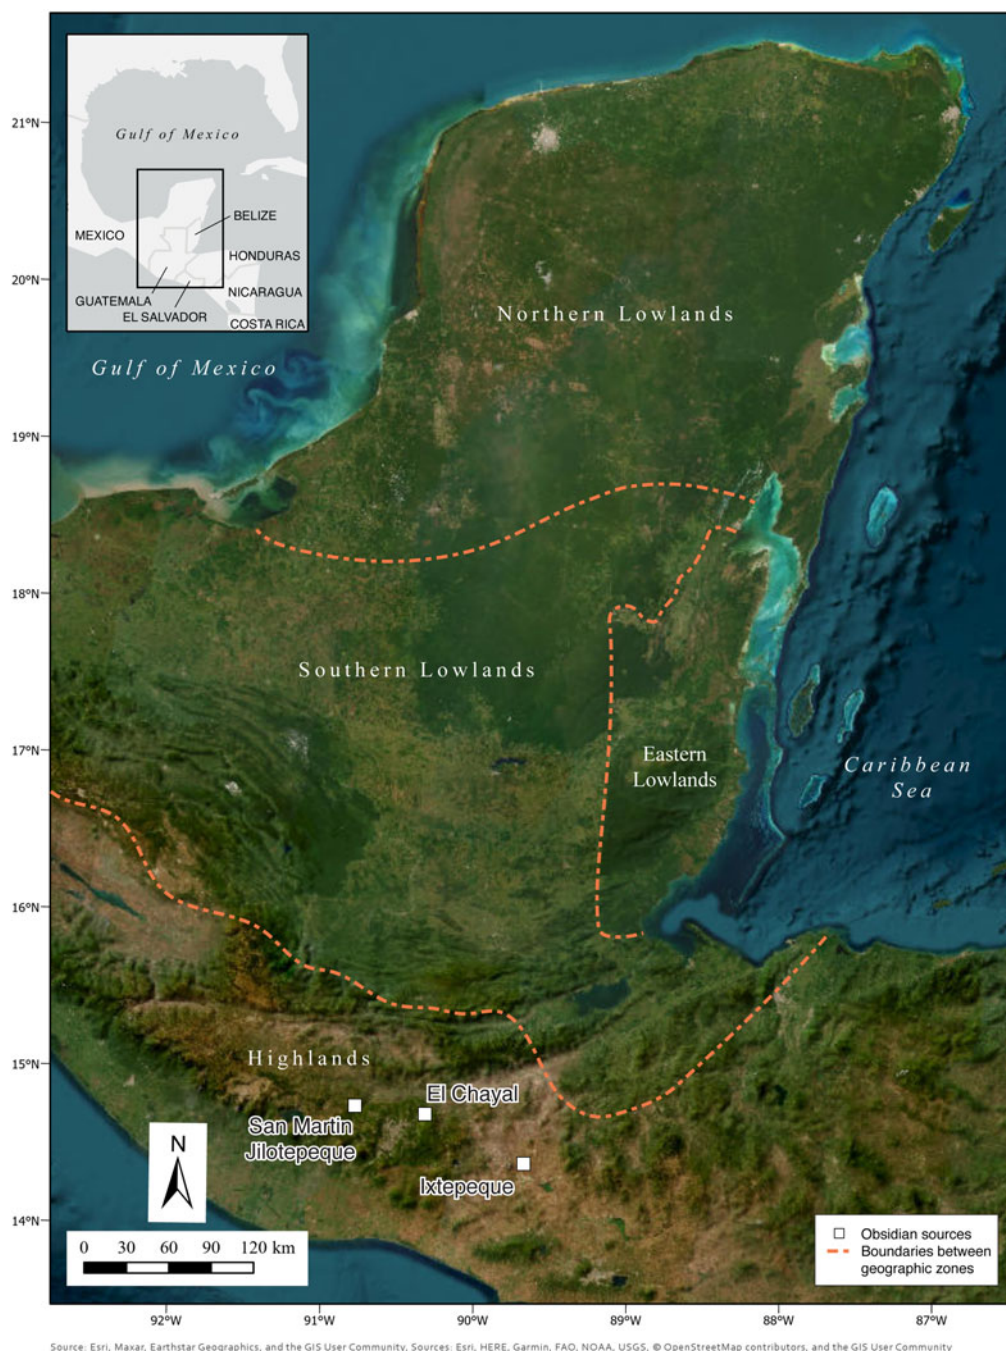 21°N
20°N
19°N
18°N
17°N
16°N
15°N
14°N
Gulf of Mexico
MEXICO
BELIZE
HONDURAS
GUATEMALA
NICARAGUA
EL SALVADOR
COSTA RICA
Gulf of Mexico
Northern Lowlands
Southern Lowlands
Eastern
Lowlands
Caribbean
Sea
Highlands
El Chayal
San Martin
Jilotepeque
Ixtepeque
N
0 30 60 90 120 km
Obsidian sources
Boundaries between
geographic zones
92°W 91°W 90°W 89°W 88°W 87°W
Source: Esri, Maxar, Earthstar Geographics, and the GIS User Community, Sources: Esri, HERE, Garmin, FAO, NOAA, USGS, © OpenStreetMap contributors, and the GIS User Community